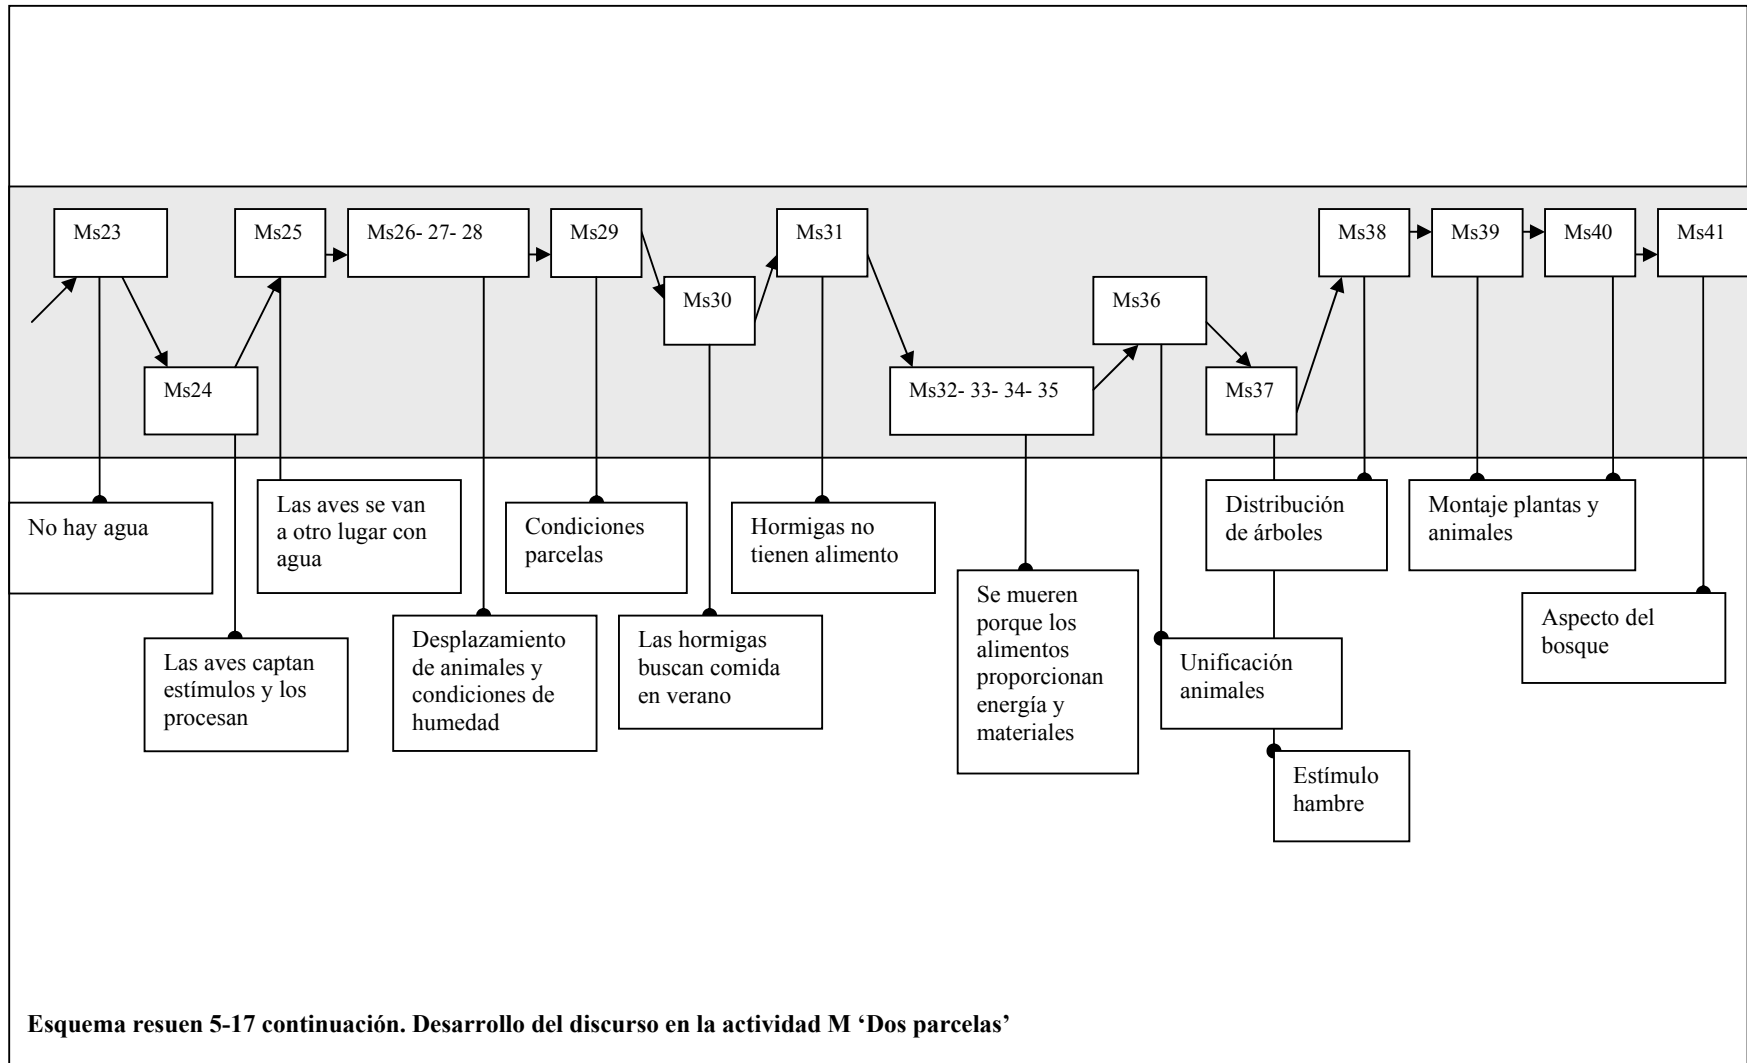 Ms23
Ms25
Ms26- 27- 28
Ms29
Ms31
Ms38
Ms39
Ms40
Ms41
Ms30
Ms36
Ms24
Ms32- 33- 34- 35
Ms37
No hay agua
Las aves se van
a otro lugar con
agua
Condiciones
parcelas
Hormigas no
tienen alimento
Distribución
de árboles
Montaje plantas y
animales
Las aves captan
estímulos y los
procesan
Desplazamiento
de animales y
condiciones de
humedad
Las hormigas
buscan comida
en verano
Se mueren
porque los
alimentos
proporcionan
energía y
materiales
Unificación
animales
Aspecto del
bosque
Estímulo
hambre
Esquema resuen 5-17 continuación. Desarrollo del discurso en la actividad M ‘Dos parcelas’